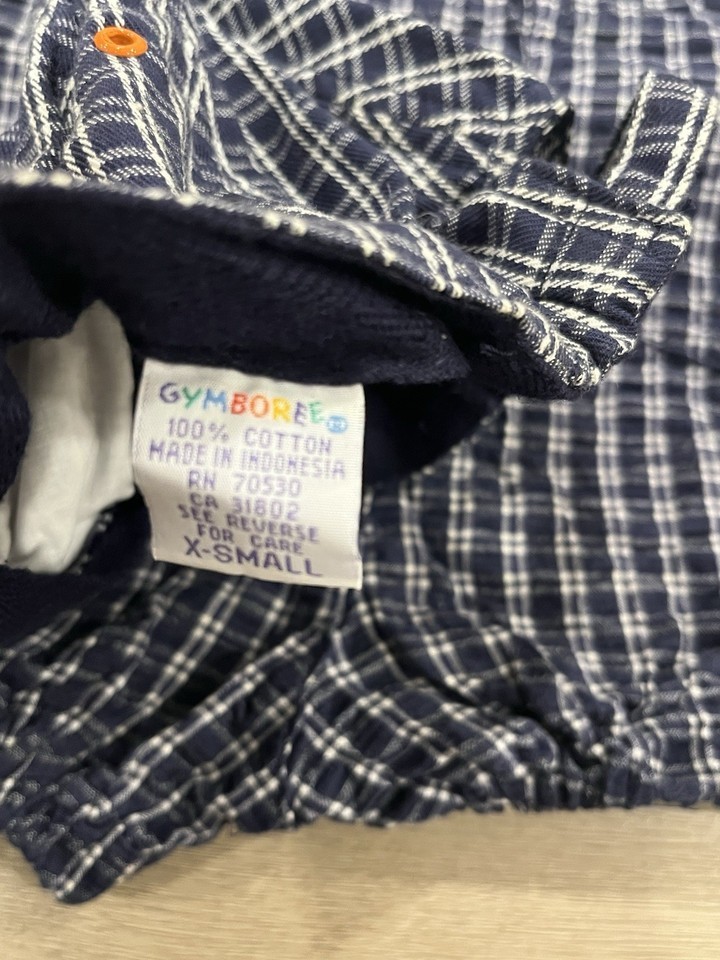 GYMBOREE®
100% COTTON
MADE IN INDONESIA
RN 70530
CA 31802
SEE REVERSE
FOR CARE
X-SMALL